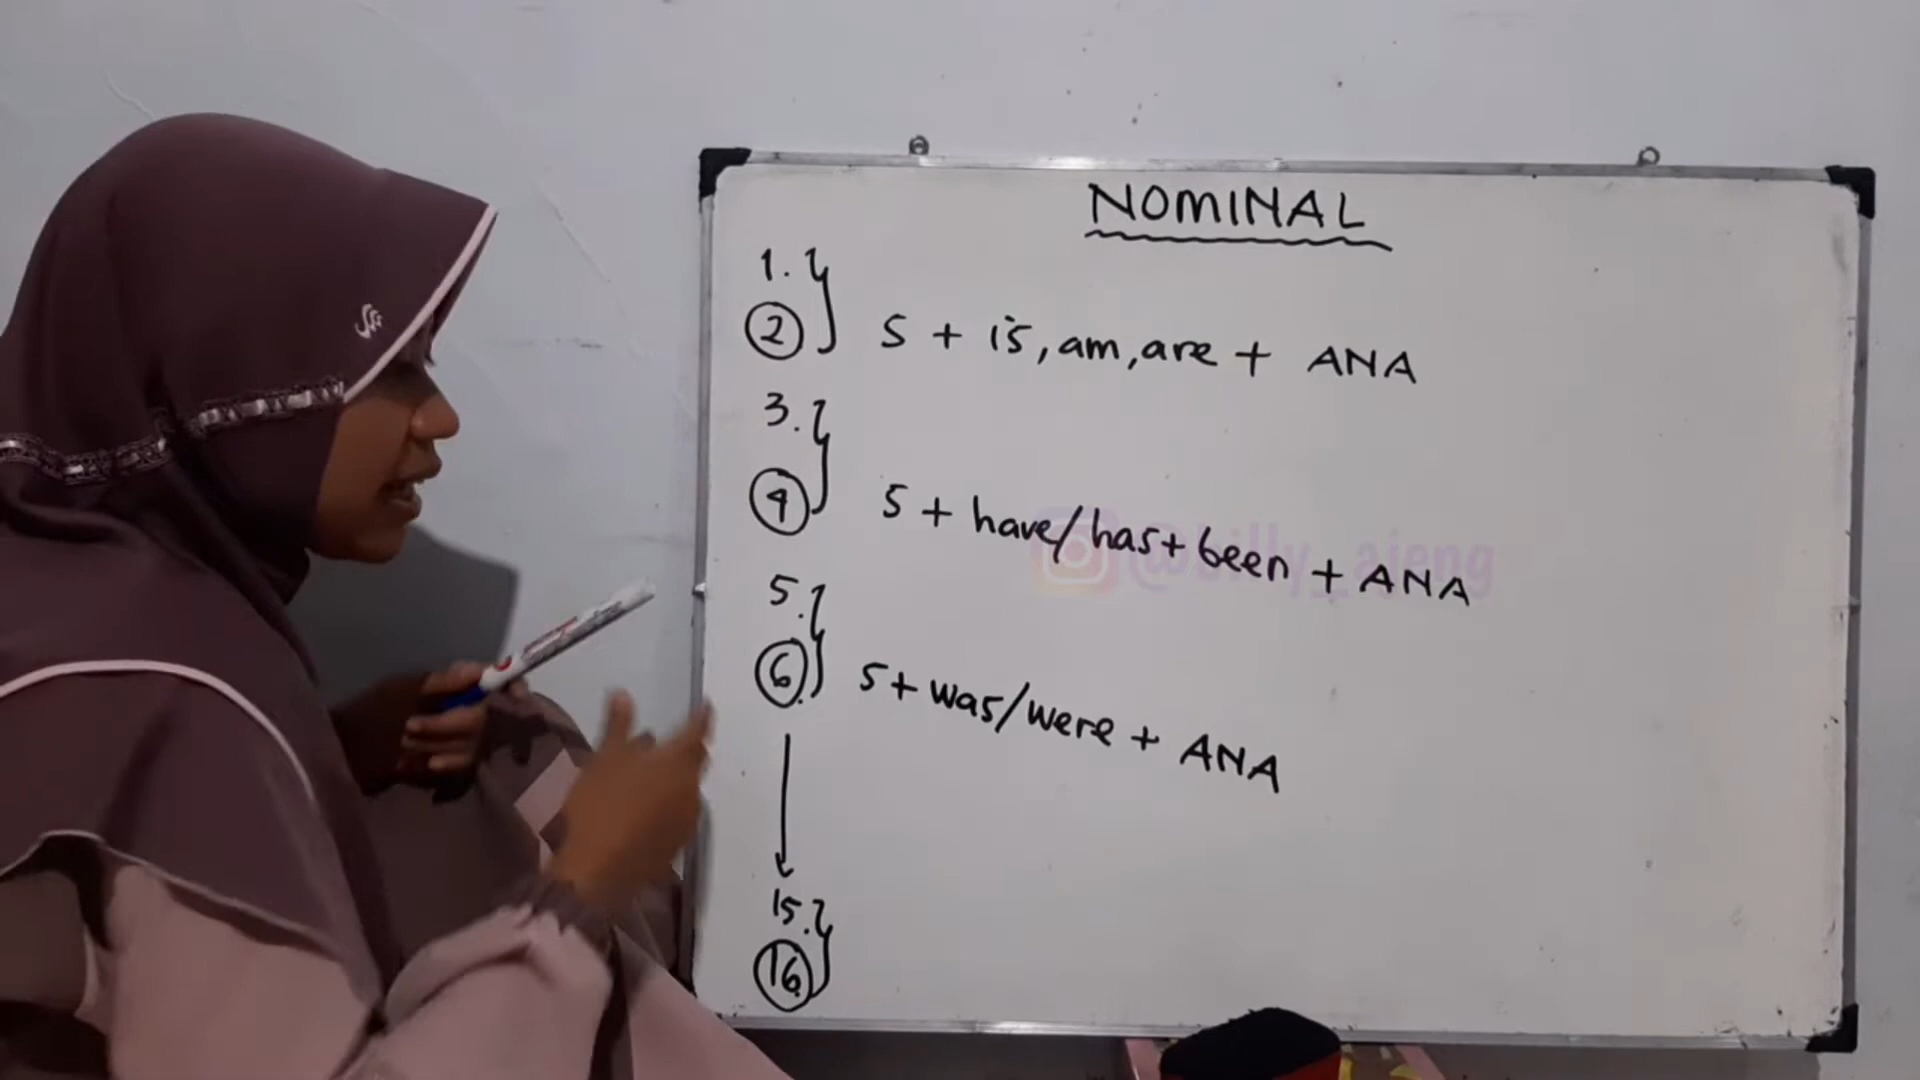 NOMINAL
1.
2 S + is, am, are + ANA
3.
4 S + have/has + been + ANA
@billy_ajeng
5.
6. S + was/were + ANA
15.
16.